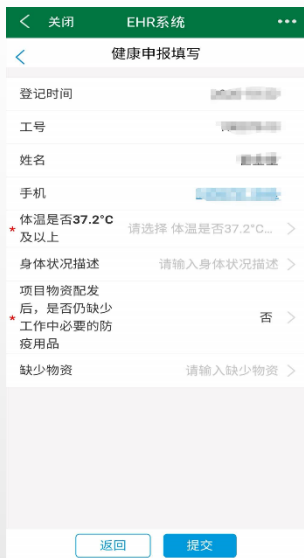 关闭 EHR系统
健康申报填写
登记时间
工号
姓名
手机
* 体温是否37.2°C及以上 请选择 体温是否37.2°C...
身体状况描述 请输入身体状况描述
* 项目物资配发后，是否仍缺少工作中必要的防疫用品 否
缺少物资 请输入缺少物资
返回 提交